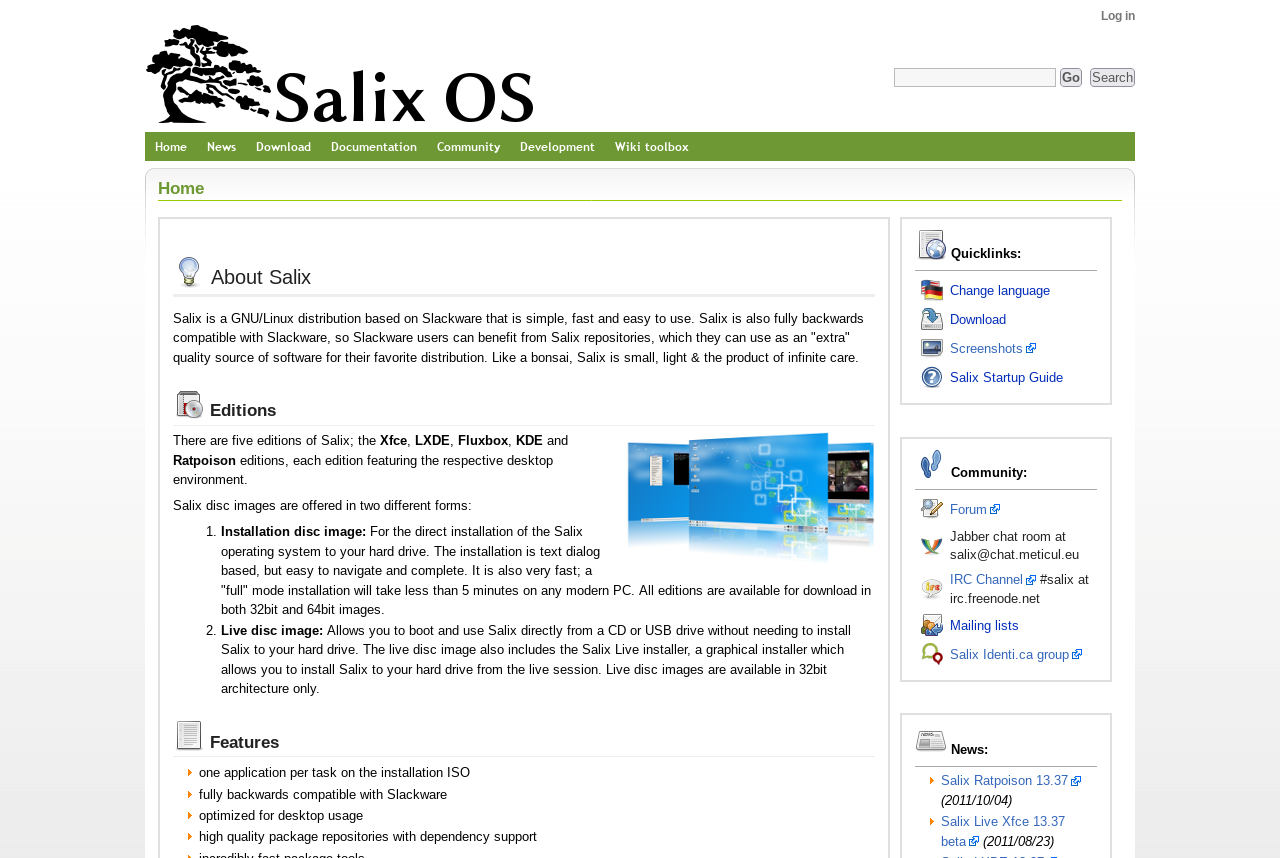 Log in
Salix OS
Go Search
Home News Download Documentation Community Development Wiki toolbox
Home
About Salix
Salix is a GNU/Linux distribution based on Slackware that is simple, fast and easy to use. Salix is also fully backwards
compatible with Slackware, so Slackware users can benefit from Salix repositories, which they can use as an "extra"
quality source of software for their favorite distribution. Like a bonsai, Salix is small, light & the product of infinite care.
Editions
There are five editions of Salix; the Xfce, LXDE, Fluxbox, KDE and
Ratpoison editions, each edition featuring the respective desktop
environment.
Salix disc images are offered in two different forms:
1. Installation disc image: For the direct installation of the Salix
operating system to your hard drive. The installation is text dialog
based, but easy to navigate and complete. It is also very fast; a
"full" mode installation will take less than 5 minutes on any modern PC. All editions are available for download in
both 32bit and 64bit images.
2. Live disc image: Allows you to boot and use Salix directly from a CD or USB drive without needing to install
Salix to your hard drive. The live disc image also includes the Salix Live installer, a graphical installer which
allows you to install Salix to your hard drive from the live session. Live disc images are available in 32bit
architecture only.
Features
one application per task on the installation ISO
fully backwards compatible with Slackware
optimized for desktop usage
high quality package repositories with dependency support
incredibly fast package tools
Quicklinks:
Change language
Download
Screenshots
Salix Startup Guide
Community:
Forum
Jabber chat room at
salix@chat.meticul.eu
IRC Channel #salix at
irc.freenode.net
Mailing lists
Salix Identi.ca group
News:
Salix Ratpoison 13.37
(2011/10/04)
Salix Live Xfce 13.37
beta (2011/08/23)